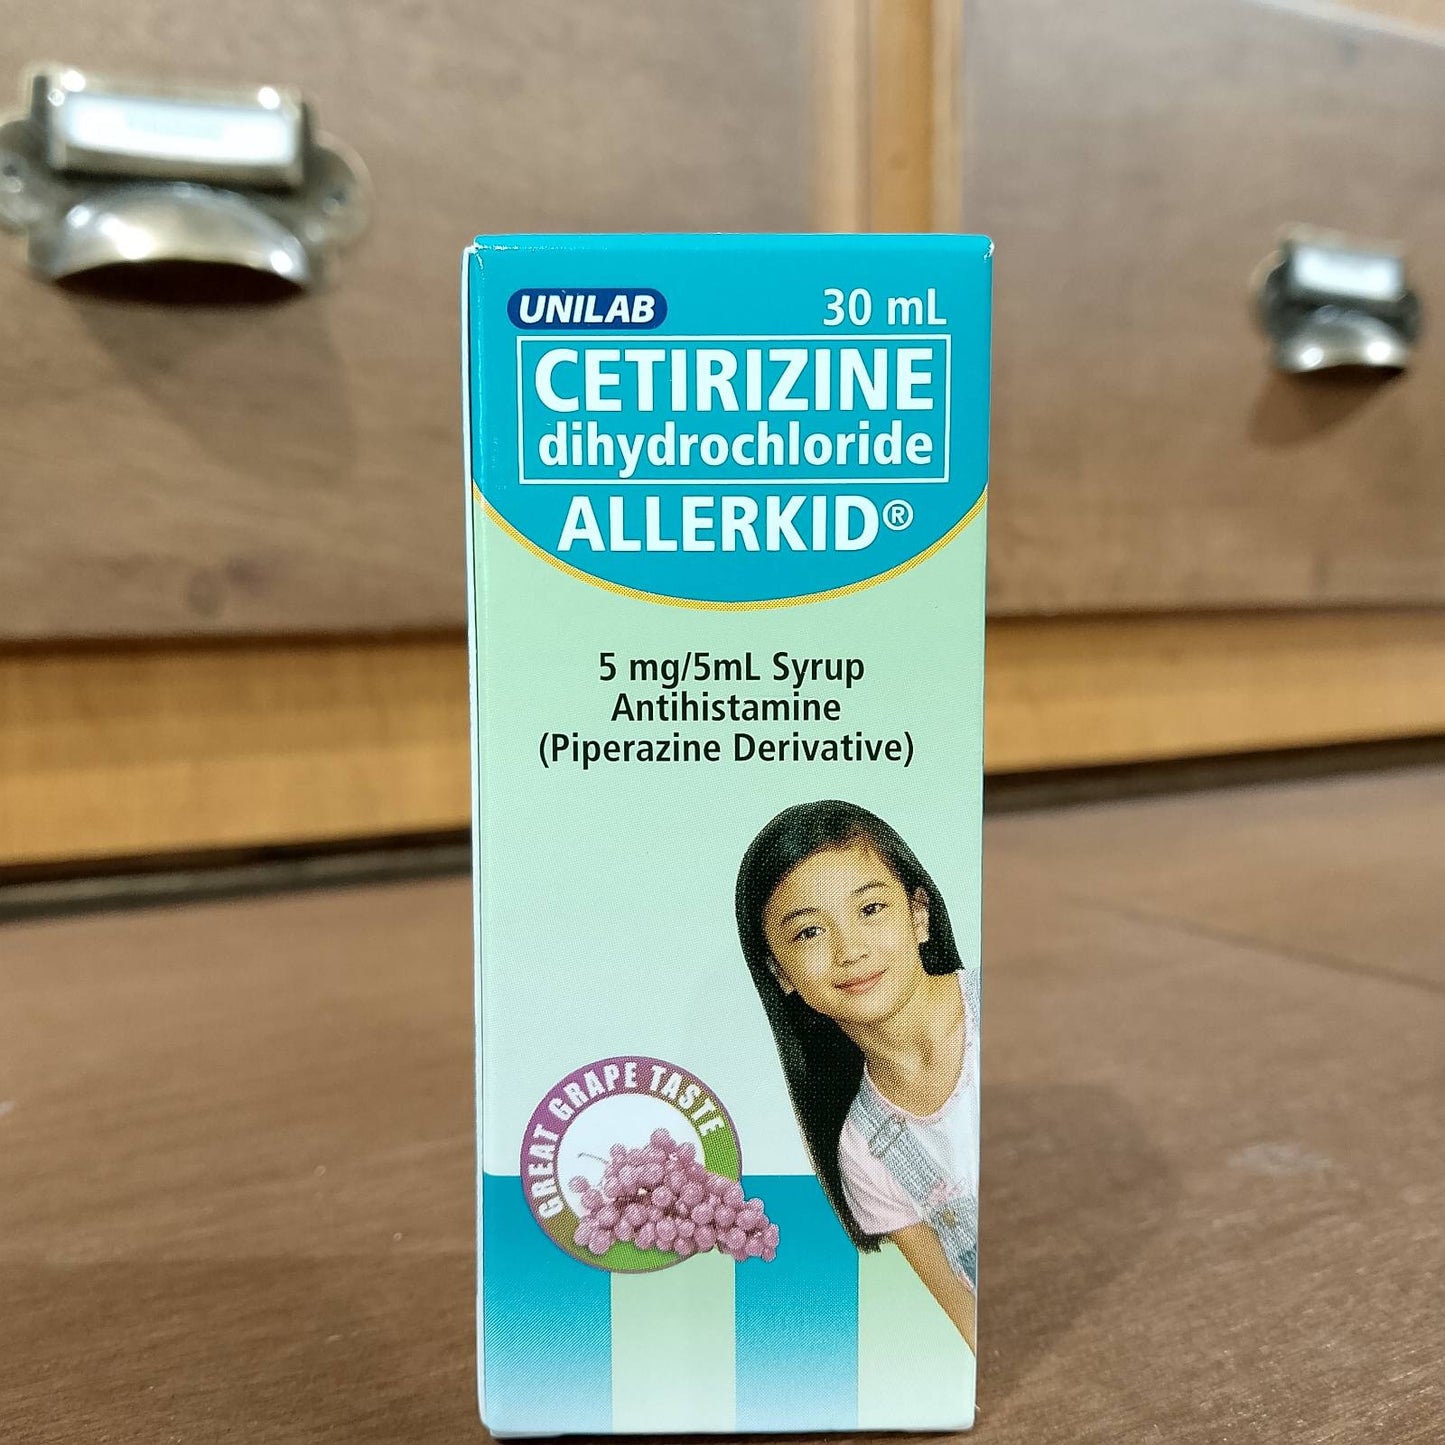 UNILAB
30 mL
CETIRIZINE
dihydrochloride
ALLERKID®
5 mg/5mL Syrup
Antihistamine
(Piperazine Derivative)
GREAT GRAPE TASTE